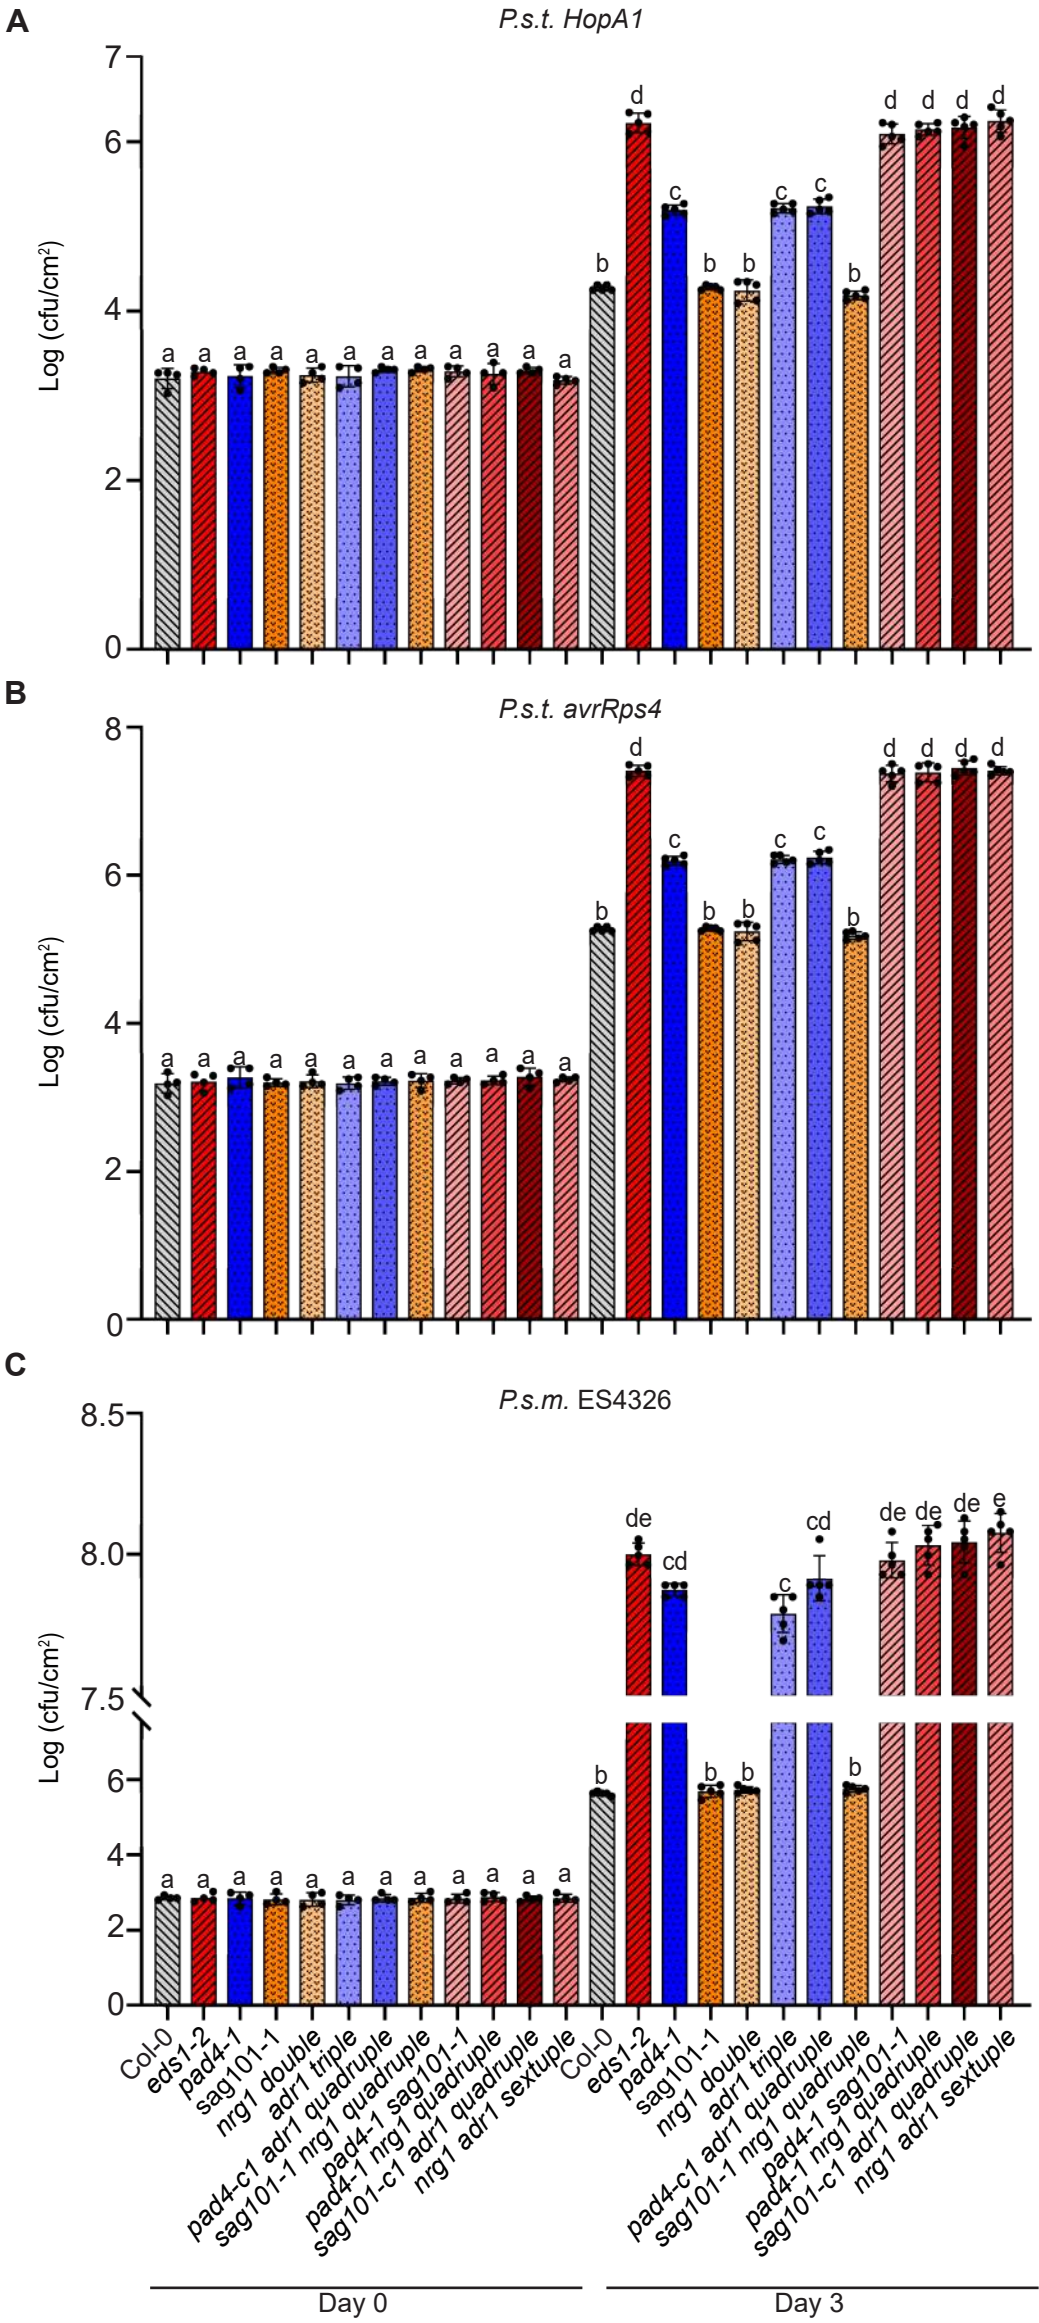 A
P.s.t. HopA1
Log (cfu/cm²)
7
6
4
2
0
a a a a a a a a a a a a b d c b b c c b d d d d
B
P.s.t. avrRps4
Log (cfu/cm²)
8
6
4
2
0
a a a a a a a a a a a a b d c b b c c b d d d d
C
P.s.m. ES4326
Log (cfu/cm²)
8.5
8.0
7.5
6
4
2
0
a a a a a a a a a a a a b de cd b b c cd b de de de e
Col-0
eds1-2
pad4-1
sag101-1
nrg1 double
adr1 triple
pad4-c1 adr1 quadruple
sag101-1 nrg1 quadruple
pad4-1 sag101-1
pad4-1 nrg1 quadruple
sag101-c1 adr1 quadruple
nrg1 adr1 sextuple
Col-0
eds1-2
pad4-1
sag101-1
nrg1 double
adr1 triple
pad4-c1 adr1 quadruple
sag101-1 nrg1 quadruple
pad4-1 sag101-1
pad4-1 nrg1 quadruple
sag101-c1 adr1 quadruple
nrg1 adr1 sextuple
Day 0
Day 3